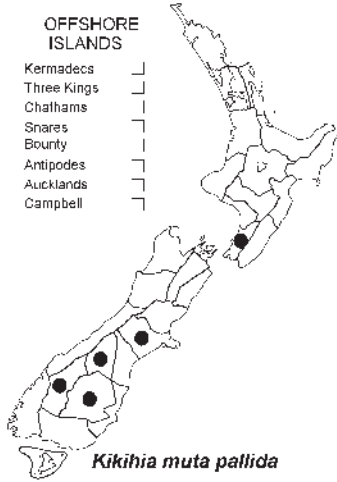 OFFSHORE
ISLANDS
Kermadecs
Three Kings
Chathams
Snares
Bounty
Antipodes
Aucklands
Campbell
Kikihia muta pallida